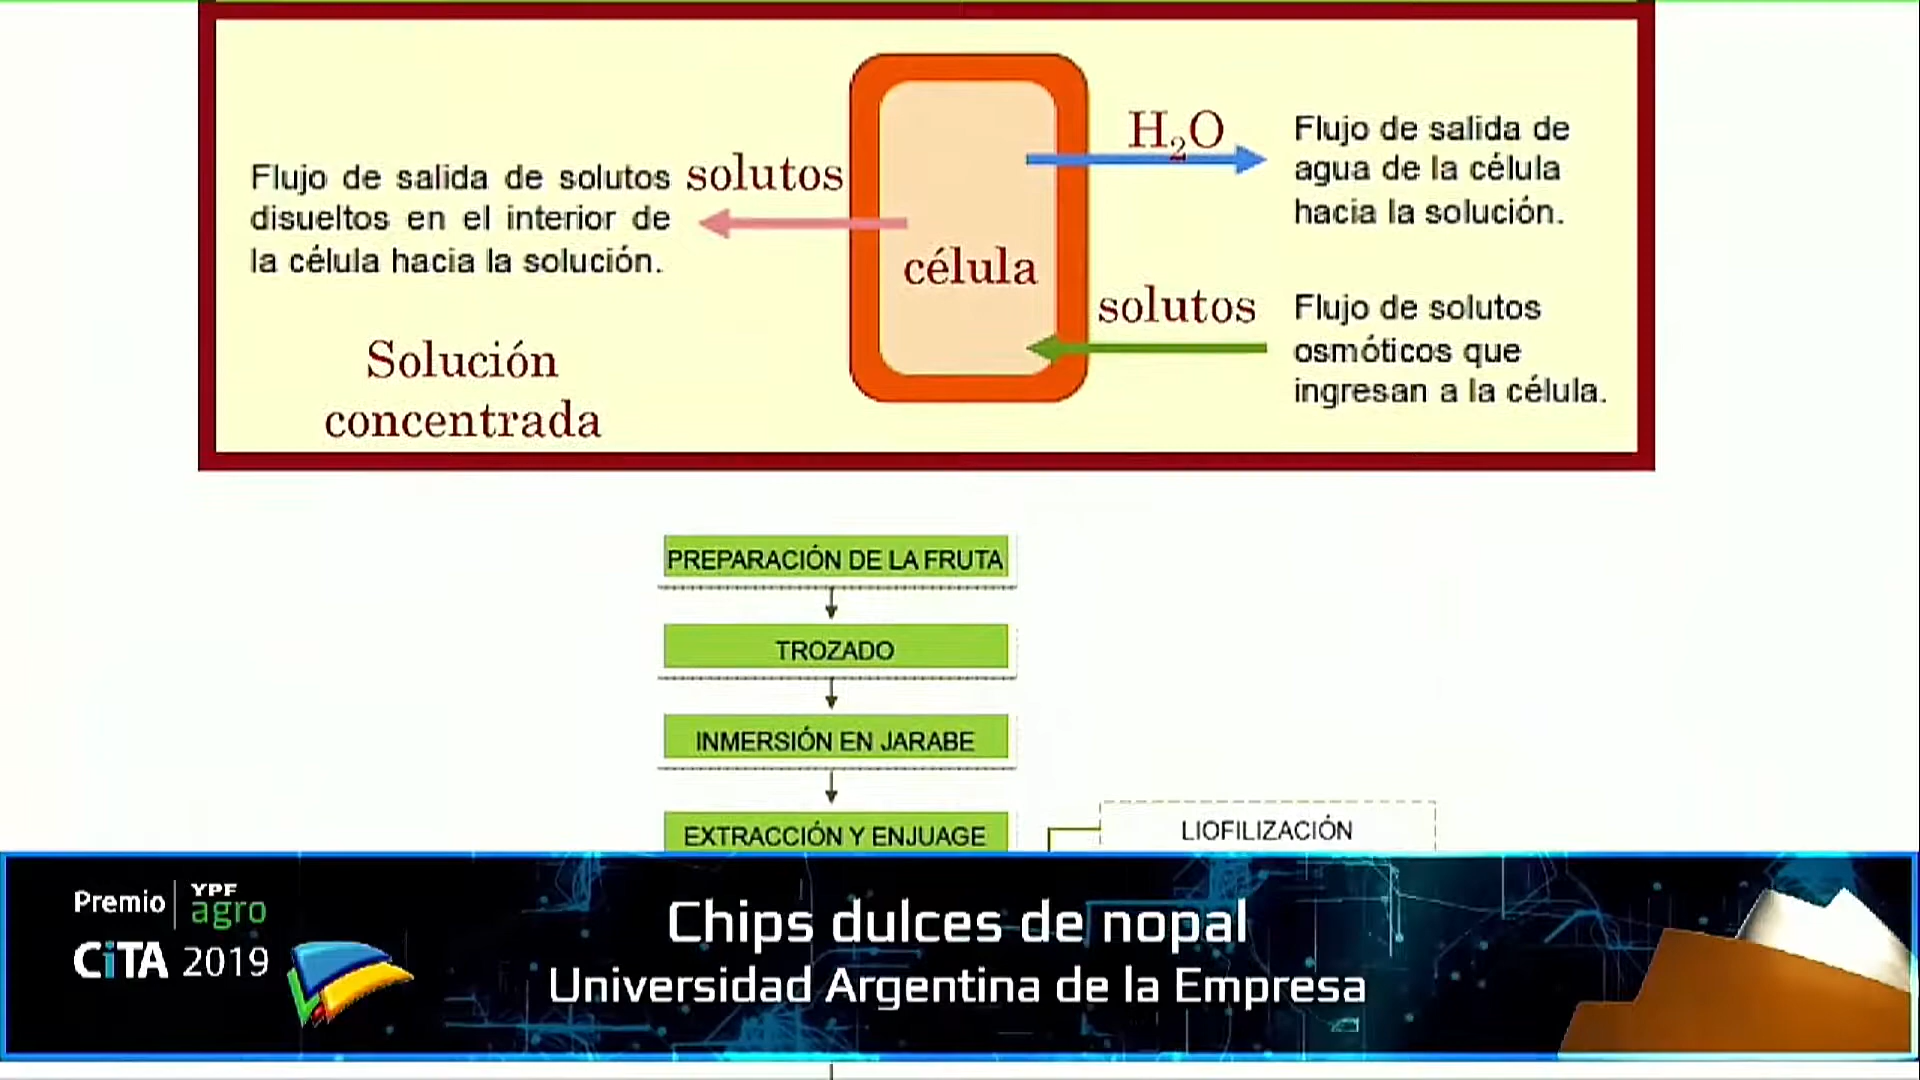 Flujo de salida de solutos
disueltos en el interior de
la célula hacia la solución.
solutos
Solución
concentrada
célula
H₂O
Flujo de salida de
agua de la célula
hacia la solución.
solutos
Flujo de solutos
osmóticos que
ingresan a la célula.
PREPARACIÓN DE LA FRUTA
TROZADO
INMERSIÓN EN JARABE
EXTRACCIÓN Y ENJUAGE
LIOFILIZACIÓN
Premio YPF agro
CiTA 2019
Chips dulces de nopal
Universidad Argentina de la Empresa